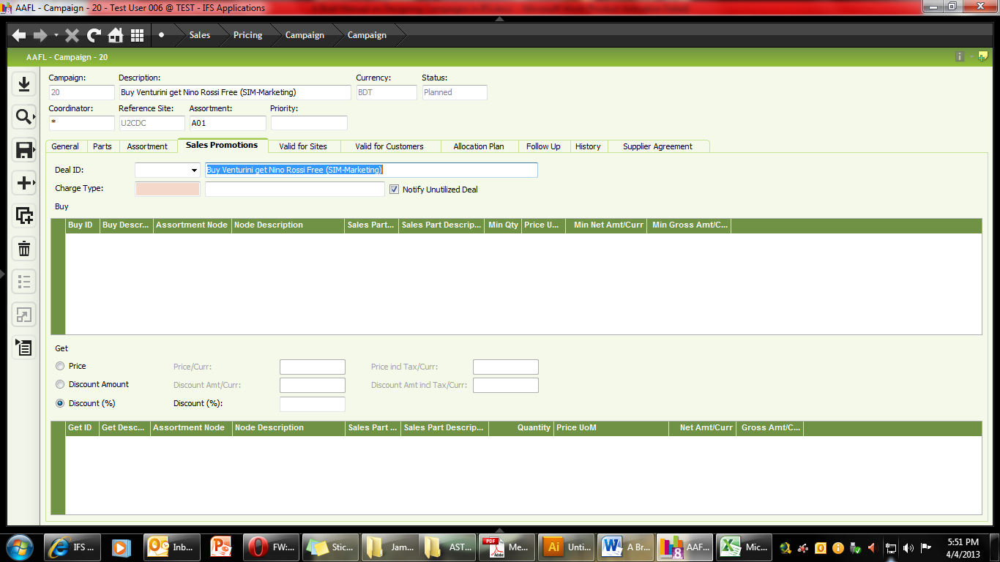 AAFL - Campaign - 20 - Test User 006 @ TEST - IFS Applications
Sales Pricing Campaign Campaign
AAFL - Campaign - 20
Campaign: Description: Currency: Status:
20 Buy Venturini get Nino Rossi Free (SIM-Marketing) BDT Planned
Coordinator: Reference Site: Assortment: Priority:
* U2CDC A01
General Parts Assortment Sales Promotions Valid for Sites Valid for Customers Allocation Plan Follow Up History Supplier Agreement
Deal ID: Buy Venturini get Nino Rossi Free (SIM-Marketing)
Charge Type: Notify Unutilized Deal
Buy
Buy ID Buy Descr... Assortment Node Node Description Sales Part... Sales Part Descrip... Min Qty Price U... Min Net Amt/Curr Min Gross Amt/C...
Get
Price Price/Curr: Price incl Tax/Curr:
Discount Amount Discount Amt/Curr: Discount Amt incl Tax/Curr:
Discount (%) Discount (%):
Get ID Get Desc... Assortment Node Node Description Sales Part ... Sales Part Descrip... Quantity Price UoM Net Amt/Curr Gross Amt/C...
IFS ... Inb... FW:... Stic... Jam... AST... Me... Unti... A Br... AAF... Mic... 5:51 PM
4/4/2013